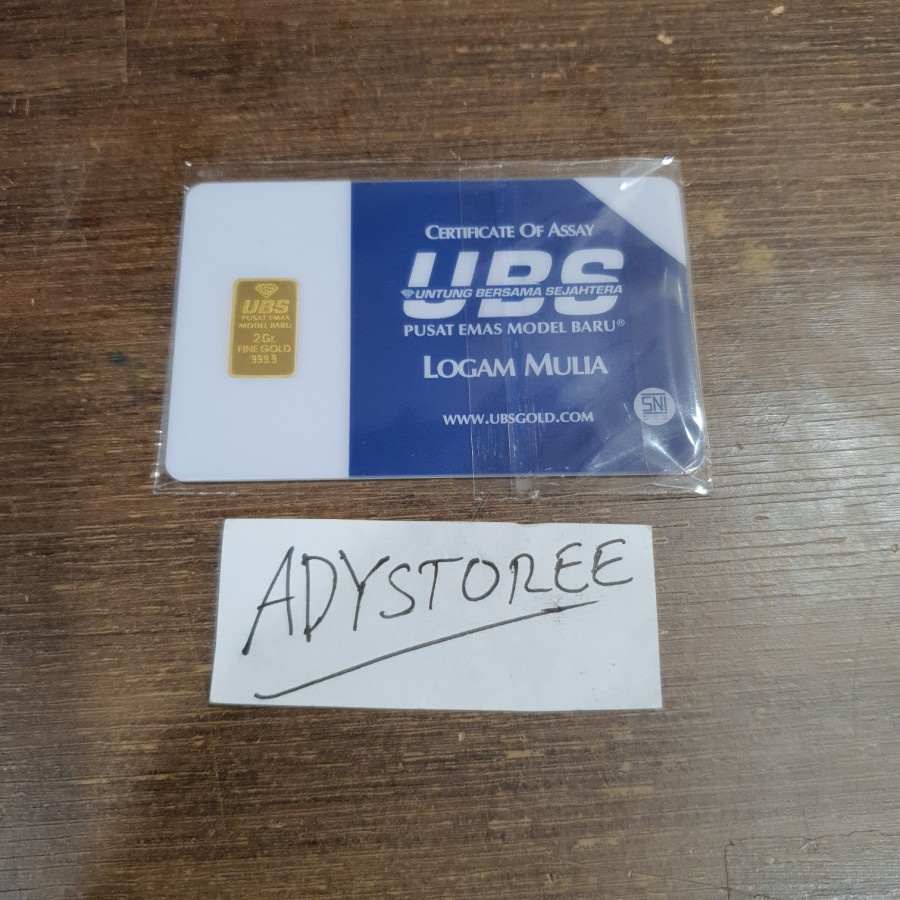 UBS
PUSAT EMAS
MODEL BARU
2 Gr.
FINE GOLD
999.9
CERTIFICATE OF ASSAY
UBS
UNTUNG BERSAMA SEJAHTERA
PUSAT EMAS MODEL BARU®
LOGAM MULIA
WWW.UBSGOLD.COM
SNI
ADYSTOREE